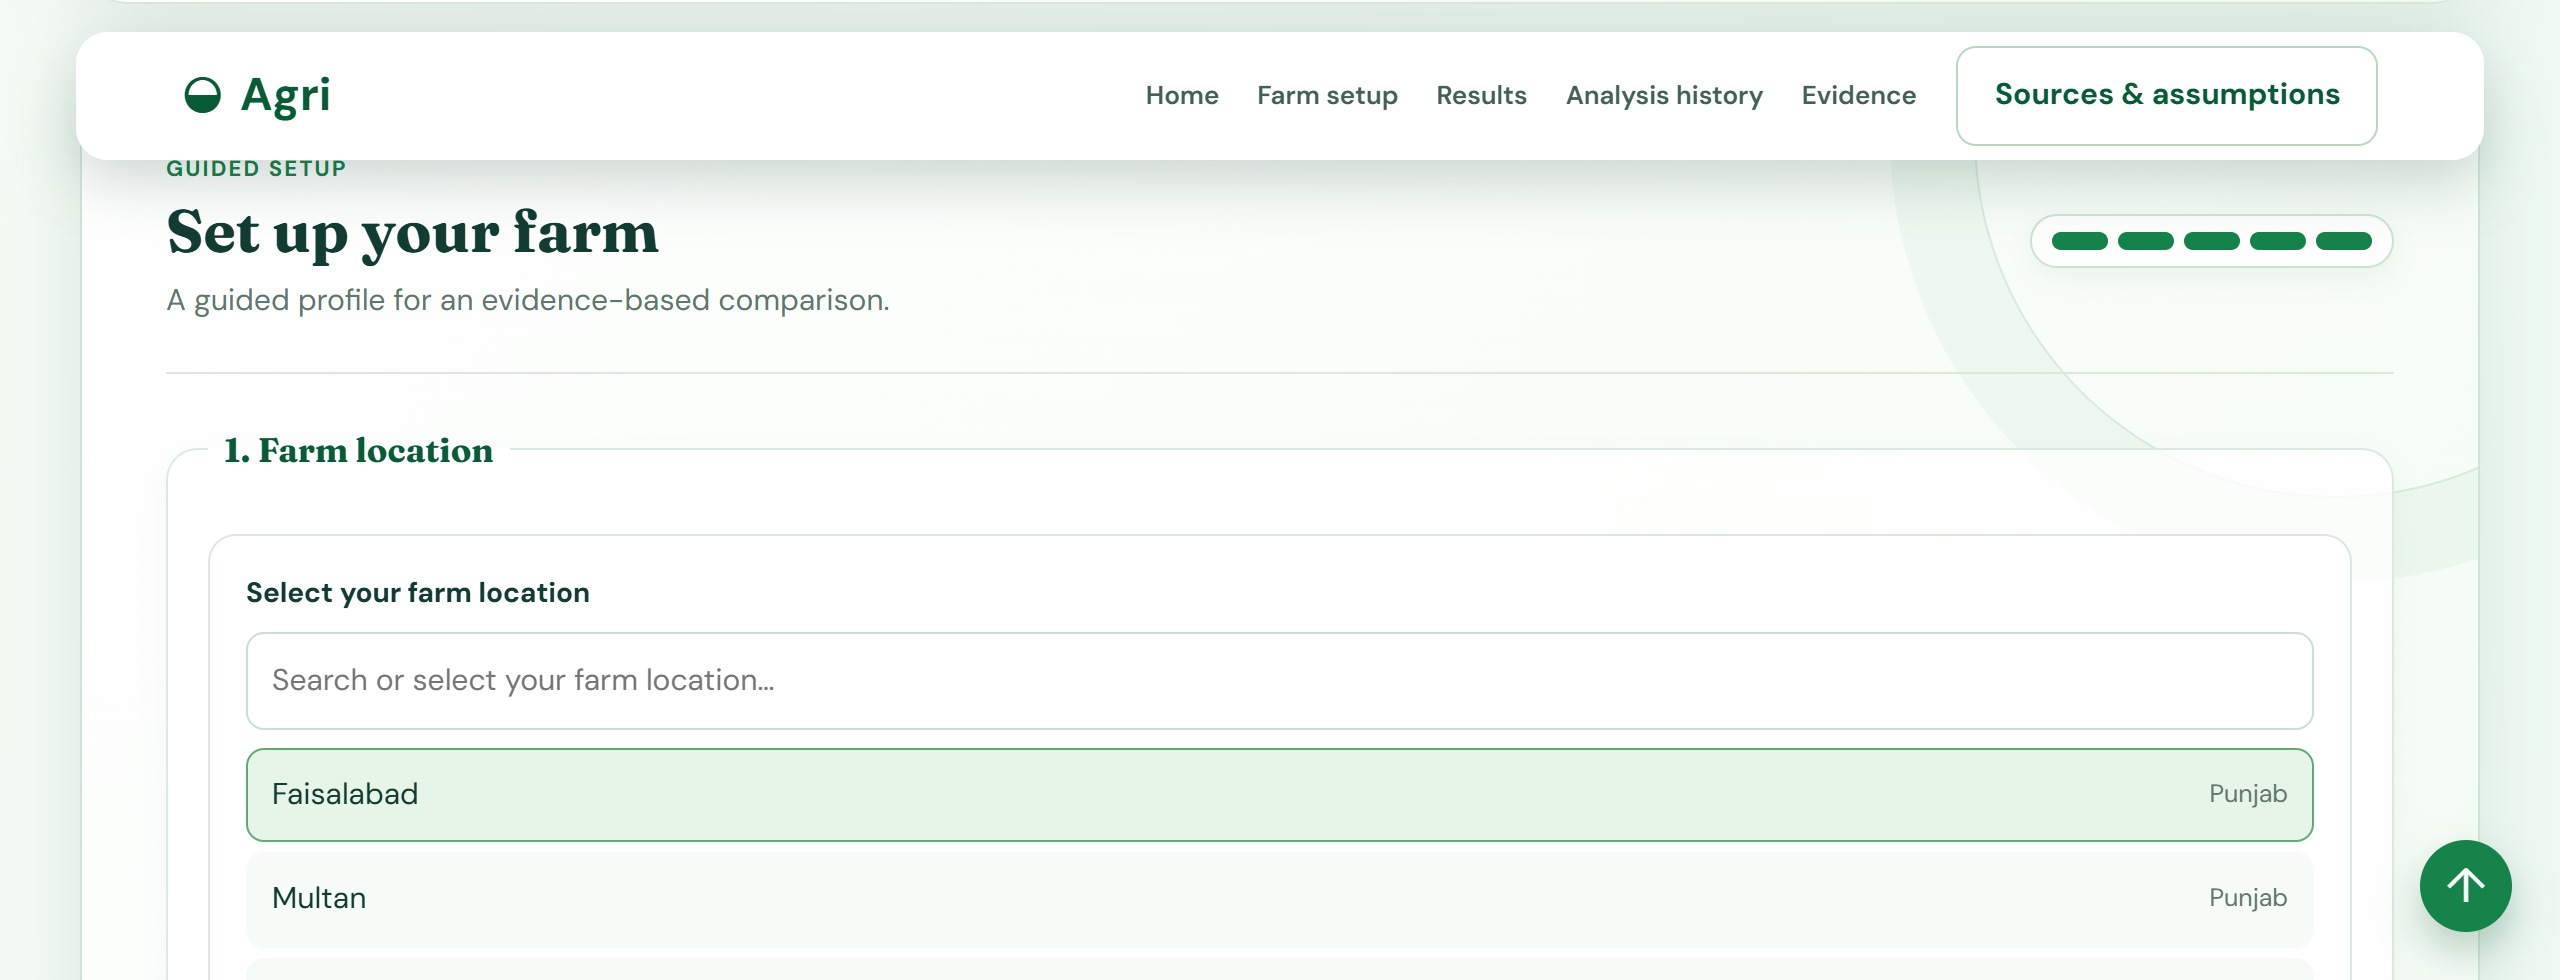 Agri
Home
Farm setup
Results
Analysis history
Evidence
Sources & assumptions
GUIDED SETUP
Set up your farm
A guided profile for an evidence-based comparison.
1. Farm location
Select your farm location
Search or select your farm location...
Faisalabad
Punjab
Multan
Punjab